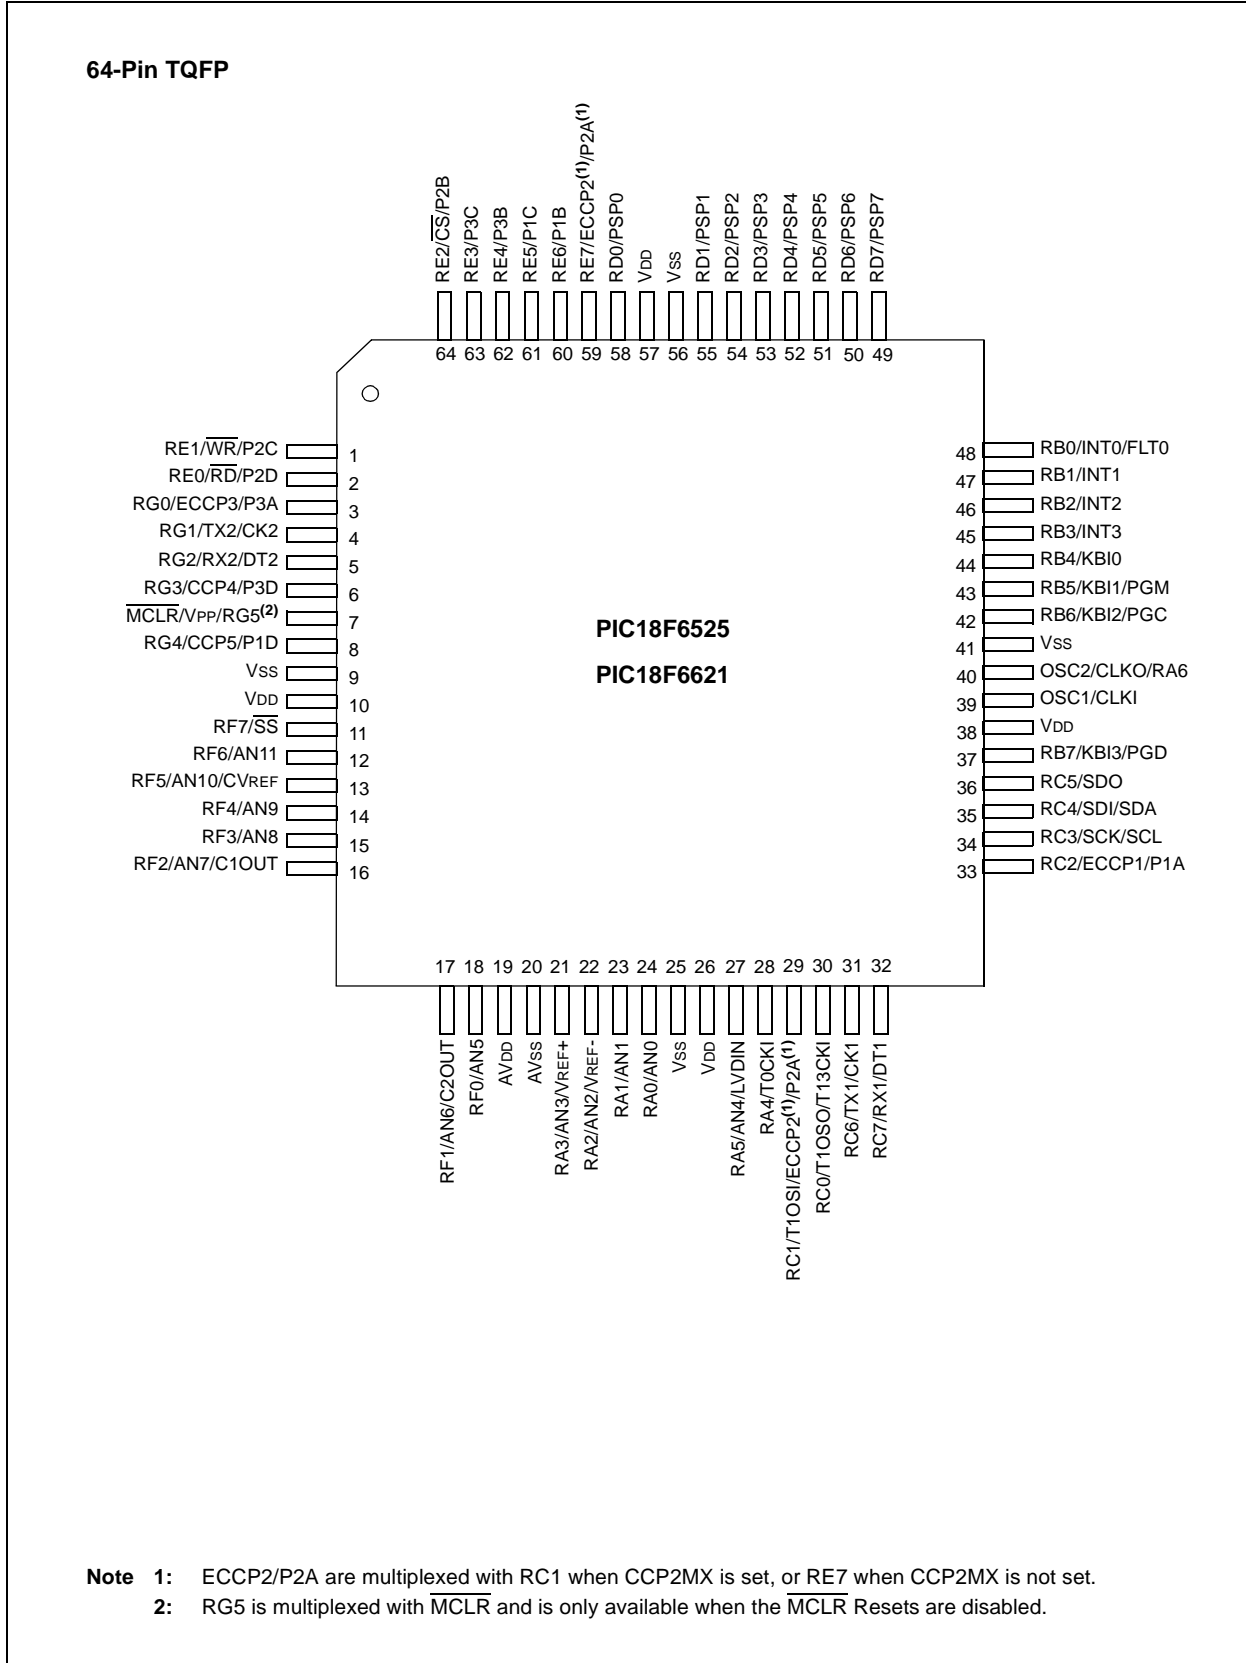 64-Pin TQFP
RE2/CS/P2B
RE3/P3C
RE4/P3B
RE5/P1C
RE6/P1B
RE7/ECCP2(1)/P2A(1)
RD0/PSP0
VDD
VSS
RD1/PSP1
RD2/PSP2
RD3/PSP3
RD4/PSP4
RD5/PSP5
RD6/PSP6
RD7/PSP7
64 63 62 61 60 59 58 57 56 55 54 53 52 51 50 49
RE1/WR/P2C 1
RE0/RD/P2D 2
RG0/ECCP3/P3A 3
RG1/TX2/CK2 4
RG2/RX2/DT2 5
RG3/CCP4/P3D 6
MCLR/VPP/RG5(2) 7
RG4/CCP5/P1D 8
VSS 9
VDD 10
RF7/SS 11
RF6/AN11 12
RF5/AN10/CVREF 13
RF4/AN9 14
RF3/AN8 15
RF2/AN7/C1OUT 16
PIC18F6525
PIC18F6621
48 RB0/INT0/FLT0
47 RB1/INT1
46 RB2/INT2
45 RB3/INT3
44 RB4/KBI0
43 RB5/KBI1/PGM
42 RB6/KBI2/PGC
41 VSS
40 OSC2/CLKO/RA6
39 OSC1/CLKI
38 VDD
37 RB7/KBI3/PGD
36 RC5/SDO
35 RC4/SDI/SDA
34 RC3/SCK/SCL
33 RC2/ECCP1/P1A
17 18 19 20 21 22 23 24 25 26 27 28 29 30 31 32
RF1/AN6/C2OUT
RF0/AN5
AVDD
AVSS
RA3/AN3/VREF+
RA2/AN2/VREF-
RA1/AN1
RA0/AN0
VSS
VDD
RA5/AN4/LVDIN
RA4/T0CKI
RC1/T1OSI/ECCP2(1)/P2A(1)
RC0/T1OSO/T13CKI
RC6/TX1/CK1
RC7/RX1/DT1
Note 1: ECCP2/P2A are multiplexed with RC1 when CCP2MX is set, or RE7 when CCP2MX is not set.
2: RG5 is multiplexed with MCLR and is only available when the MCLR Resets are disabled.